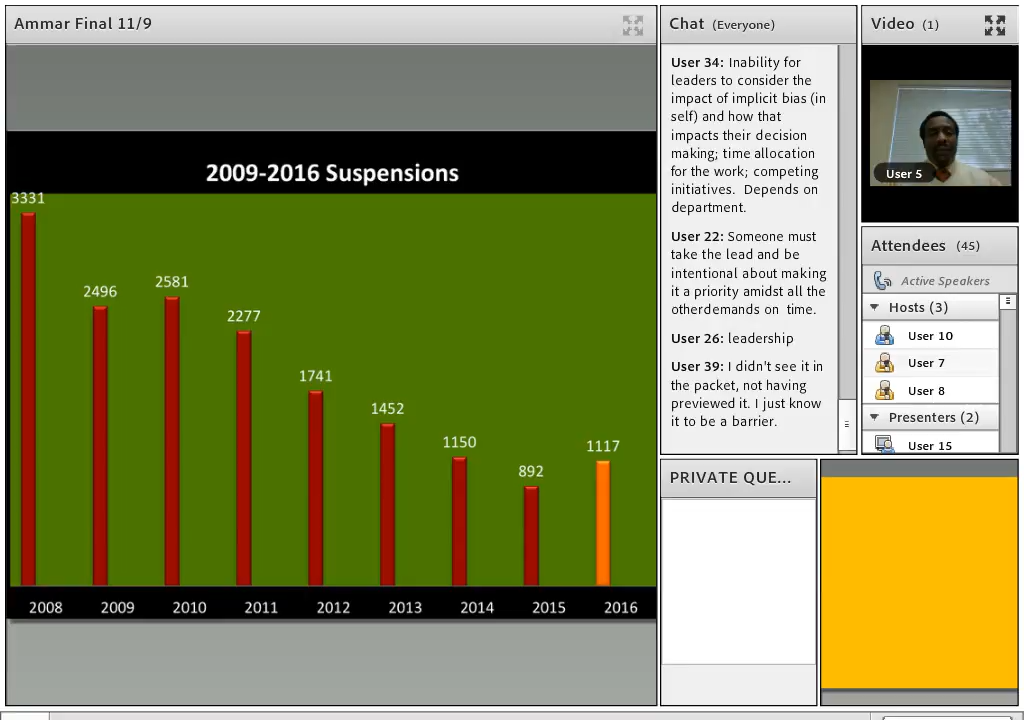 Ammar Final 11/9
2009-2016 Suspensions
3331
2496
2581
2277
1741
1452
1150
892
1117
2008
2009
2010
2011
2012
2013
2014
2015
2016
Chat (Everyone)
User 34: Inability for
leaders to consider the
impact of implicit bias (in
self) and how that
impacts their decision
making; time allocation
for the work; competing
initiatives. Depends on
department.
User 22: Someone must
take the lead and be
intentional about making
it a priority amidst all the
otherdemands on time.
User 26: leadership
User 39: I didn't see it in
the packet, not having
previewed it. I just know
it to be a barrier.
Video (1)
User 5
Attendees (45)
Active Speakers
Hosts (3)
User 10
User 7
User 8
Presenters (2)
User 15
PRIVATE QUE...